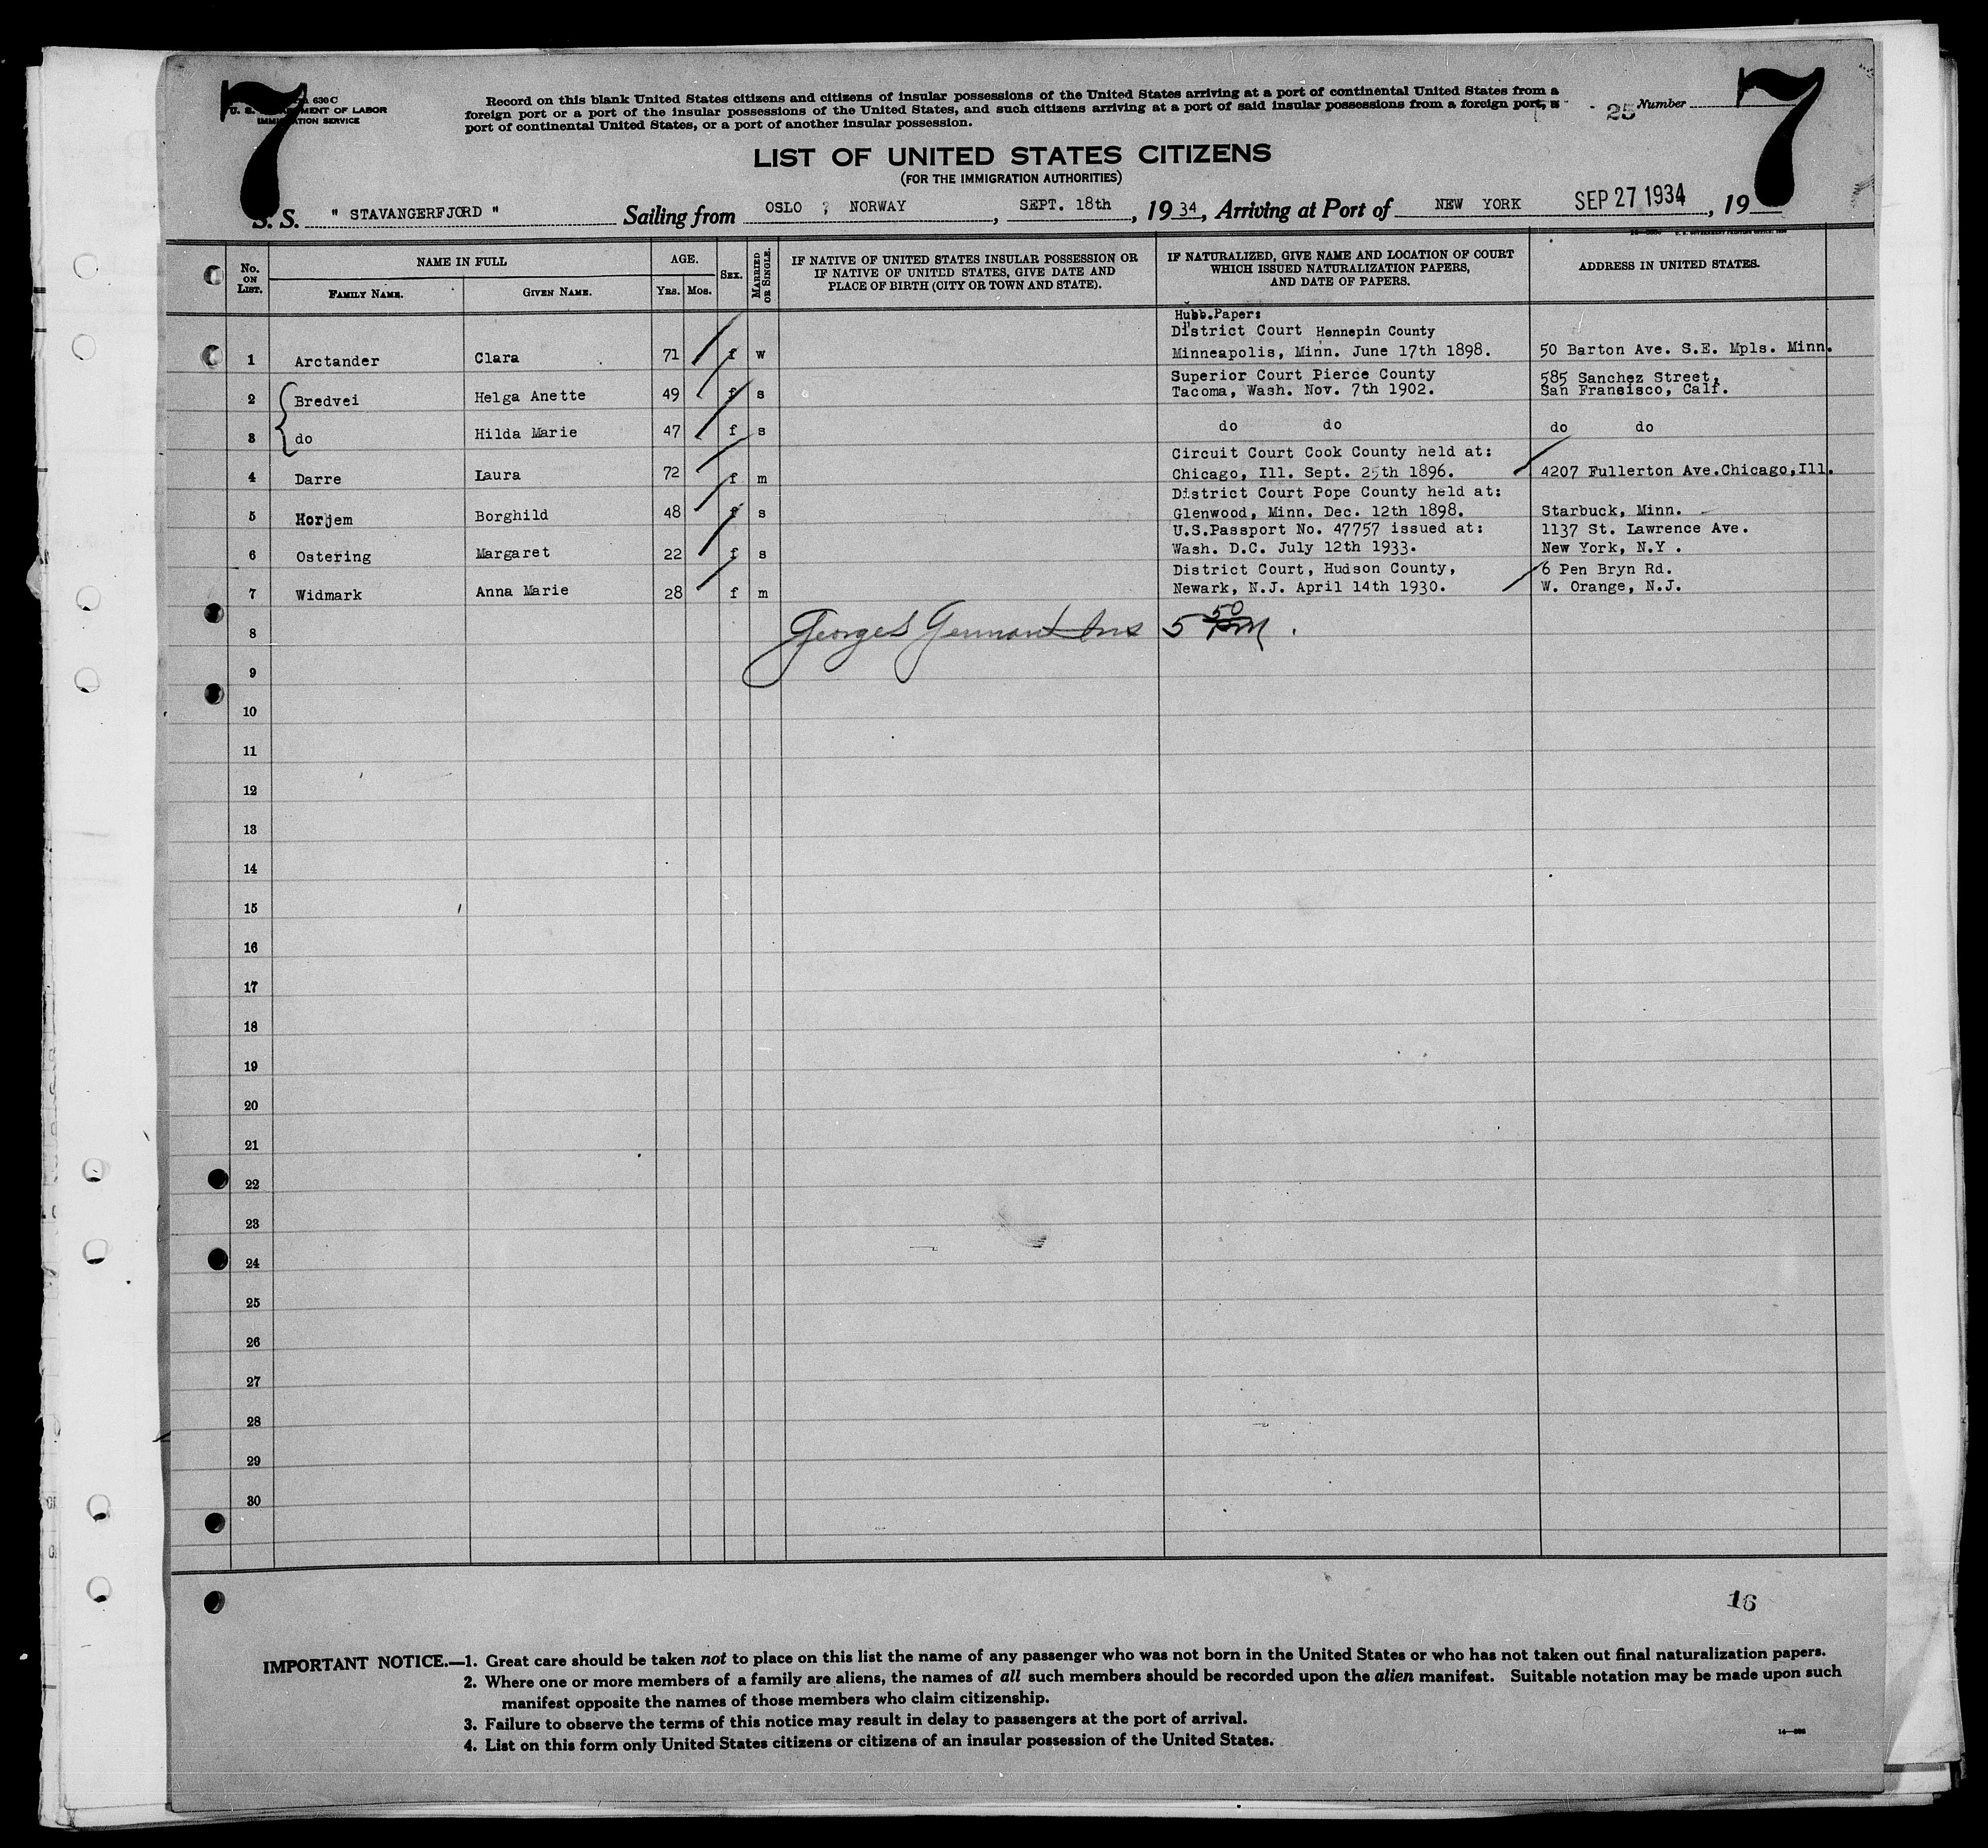 7
630 C
U. S. DEPARTMENT OF LABOR
IMMIGRATION SERVICE
Record on this blank United States citizens and citizens of insular possessions of the United States arriving at a port of continental United States from a
foreign port or a port of the insular possessions of the United States, and such citizens arriving at a port of said insular possessions from a foreign port, a
port of continental United States, or a port of another insular possession.
25 Number
7
LIST OF UNITED STATES CITIZENS
(FOR THE IMMIGRATION AUTHORITIES)
S. S. " STAVANGERFJORD " Sailing from OSLO , NORWAY , SEPT. 18th , 1934, Arriving at Port of NEW YORK SEP 27 1934 , 19
No. ON LIST.
NAME IN FULL
FAMILY NAME.
GIVEN NAME.
AGE.
YRS. MOS.
SEX.
MARRIED OR SINGLE.
IF NATIVE OF UNITED STATES INSULAR POSSESSION OR
IF NATIVE OF UNITED STATES, GIVE DATE AND
PLACE OF BIRTH (CITY OR TOWN AND STATE).
IF NATURALIZED, GIVE NAME AND LOCATION OF COURT
WHICH ISSUED NATURALIZATION PAPERS,
AND DATE OF PAPERS.
ADDRESS IN UNITED STATES.
Hubb.Papers
District Court Hennepin County
1 Arctander Clara 71 f w Minneapolis, Minn. June 17th 1898. 50 Barton Ave. S.E. Mpls. Minn.
Superior Court Pierce County 585 Sanchez Street,
2 Bredvei Helga Anette 49 f s Tacoma, Wash. Nov. 7th 1902. San Francisco, Calf.
3 do Hilda Marie 47 f s do do do do
Circuit Court Cook County held at:
4 Darre Laura 72 f m Chicago, Ill. Sept. 25th 1896. 4207 Fullerton Ave.Chicago,Ill.
District Court Pope County held at:
5 Horjem Borghild 48 f s Glenwood, Minn. Dec. 12th 1898. Starbuck, Minn.
U.S.Passport No. 47757 issued at: 1137 St. Lawrence Ave.
6 Ostering Margaret 22 f s Wash. D.C. July 12th 1933. New York, N.Y .
District Court, Hudson County, 6 Pen Bryn Rd.
7 Widmark Anna Marie 28 f m Newark, N.J. April 14th 1930. W. Orange, N.J.
8 5 50 PM .
9
10
11
12
13
14
15
16
17
18
19
20
21
22
23
24
25
26
27
28
29
30
16
IMPORTANT NOTICE.—1. Great care should be taken not to place on this list the name of any passenger who was not born in the United States or who has not taken out final naturalization papers.
2. Where one or more members of a family are aliens, the names of all such members should be recorded upon the alien manifest. Suitable notation may be made upon such
manifest opposite the names of those members who claim citizenship.
3. Failure to observe the terms of this notice may result in delay to passengers at the port of arrival.
4. List on this form only United States citizens or citizens of an insular possession of the United States.